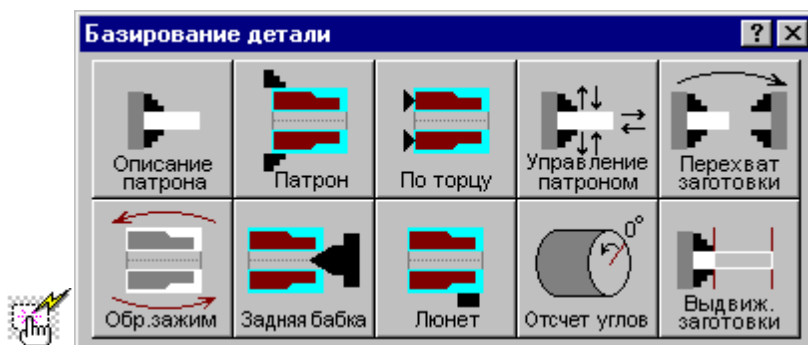 Базирование детали
?
Описание
патрона
Патрон
По торцу
Управление
патроном
Перехват
заготовки
Обр.зажим
Задняя бабка
Люнет
0°
Отсчет углов
Выдвиж.
заготовки